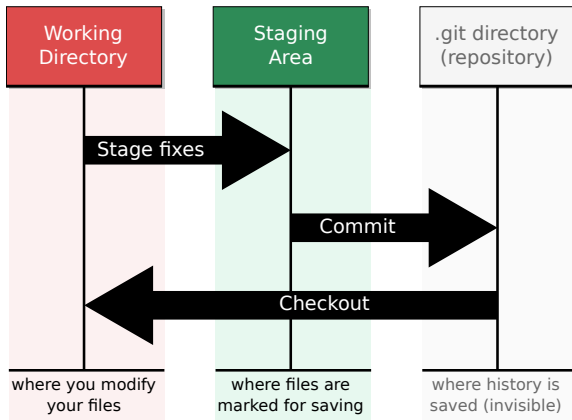 Working
Directory
Staging
Area
.git directory
(repository)
Stage fixes
Commit
Checkout
where you modify
your files
where files are
marked for saving
where history is
saved (invisible)